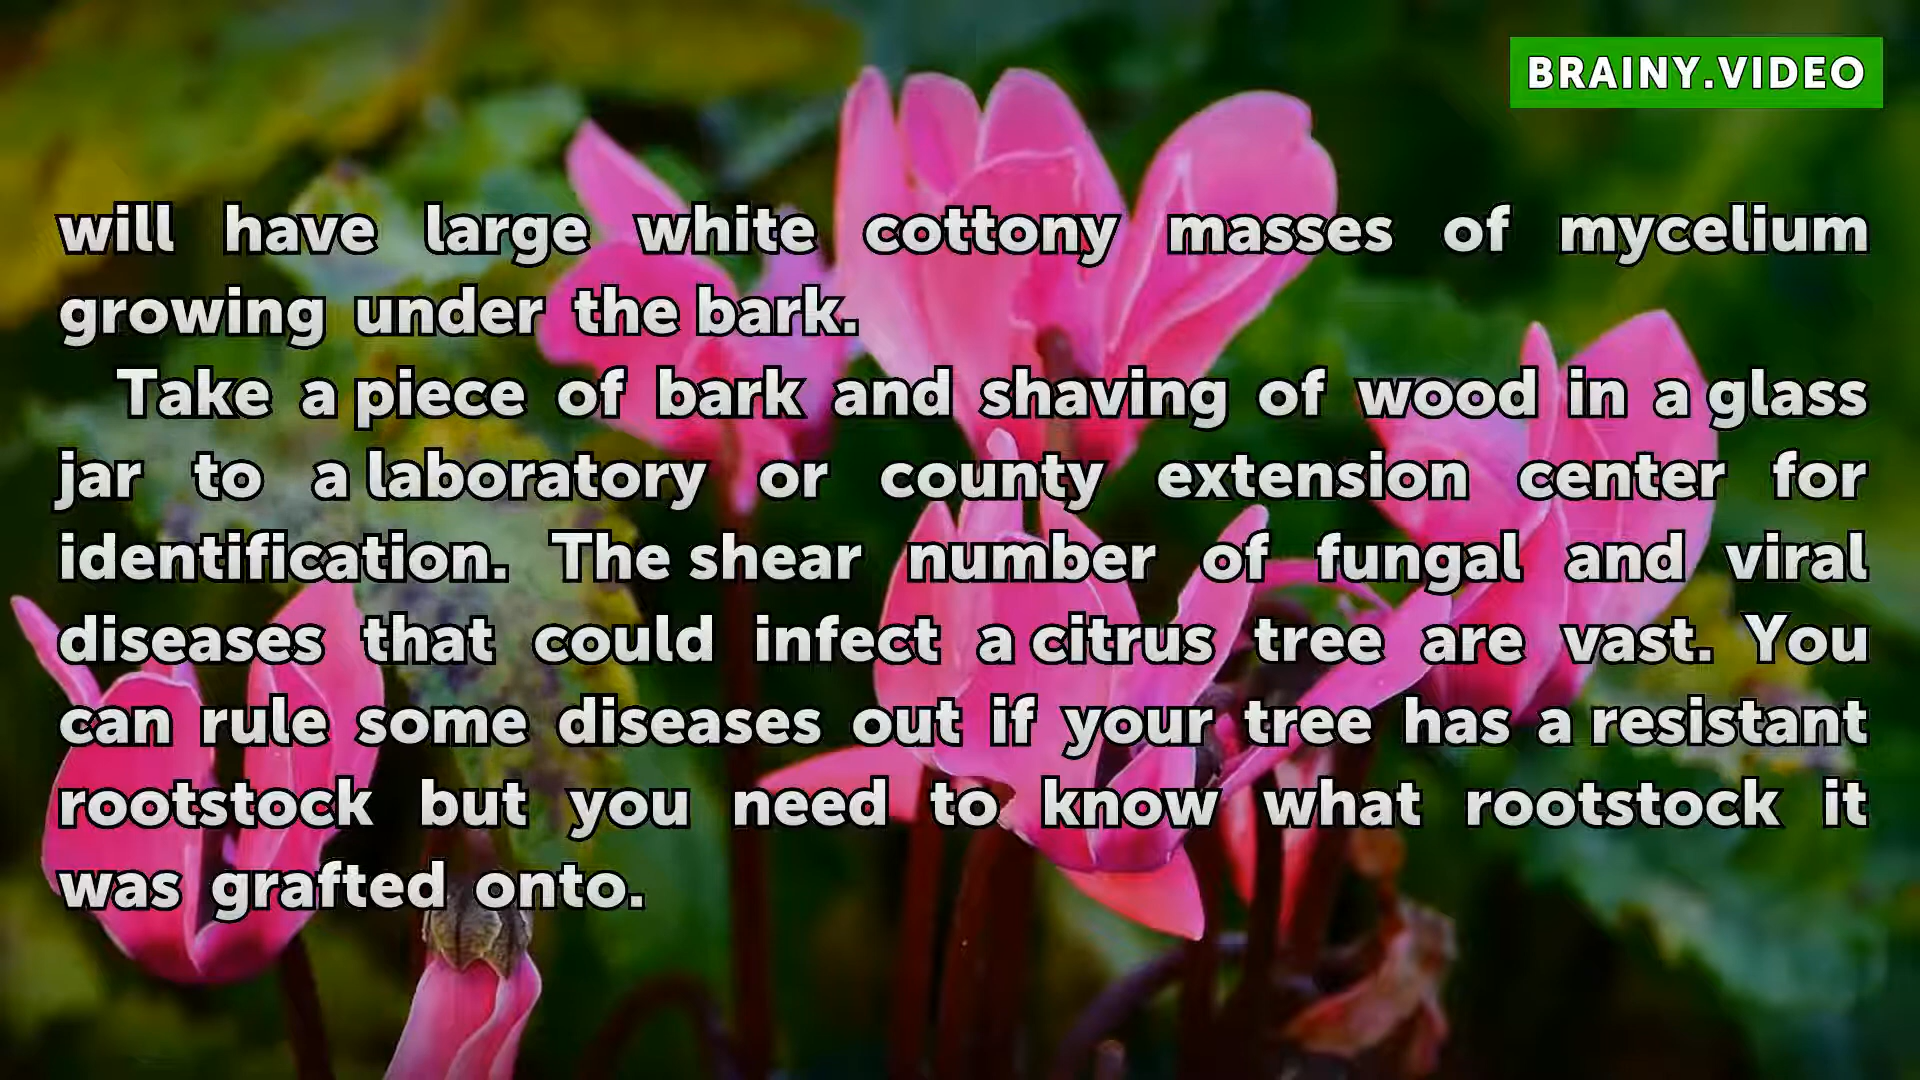 BRAINY.VIDEO
will have large white cottony masses of mycelium
growing under the bark.
Take a piece of bark and shaving of wood in a glass
jar to a laboratory or county extension center for
identification. The shear number of fungal and viral
diseases that could infect a citrus tree are vast. You
can rule some diseases out if your tree has a resistant
rootstock but you need to know what rootstock it
was grafted onto.